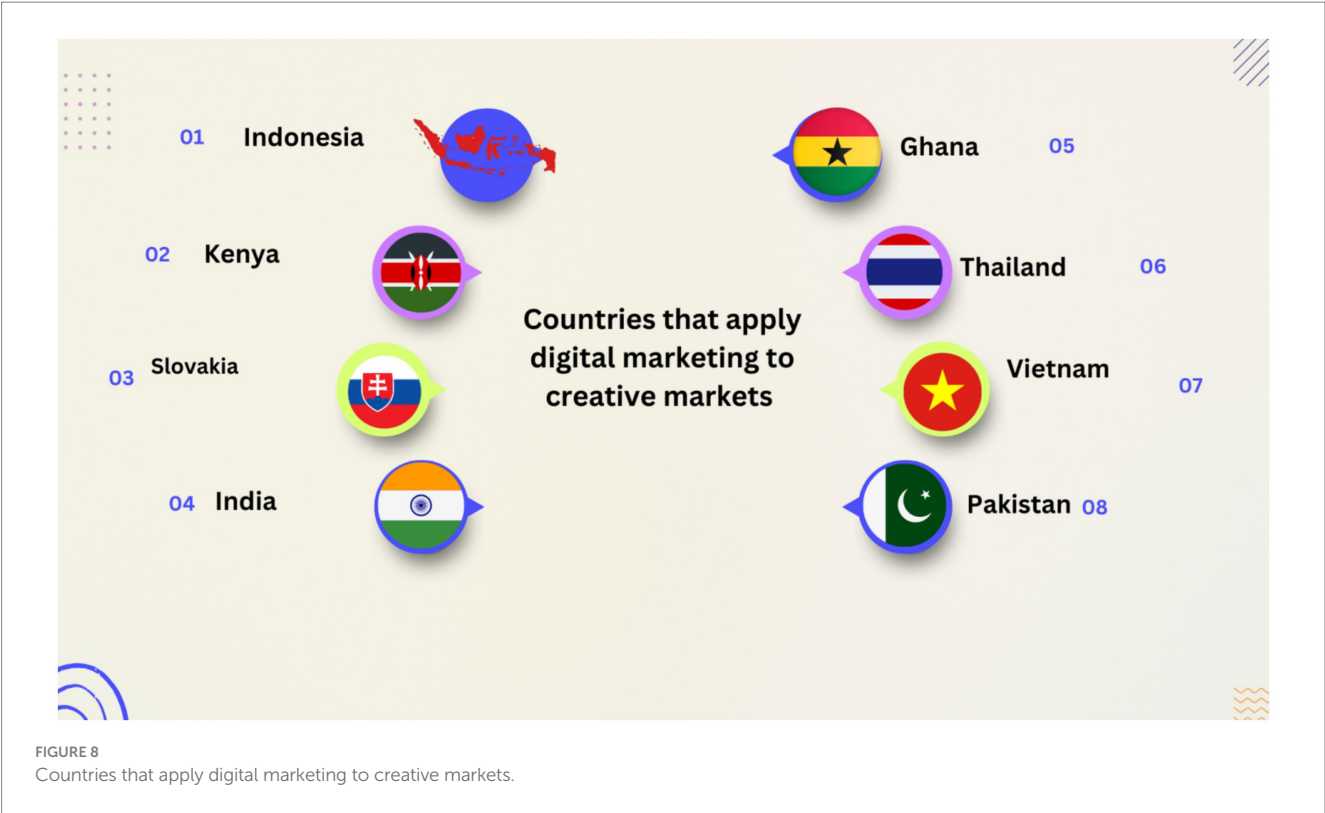 01 Indonesia
02 Kenya
03 Slovakia
04 India
Countries that apply
digital marketing to
creative markets
Ghana 05
Thailand 06
Vietnam 07
Pakistan 08
FIGURE 8
Countries that apply digital marketing to creative markets.